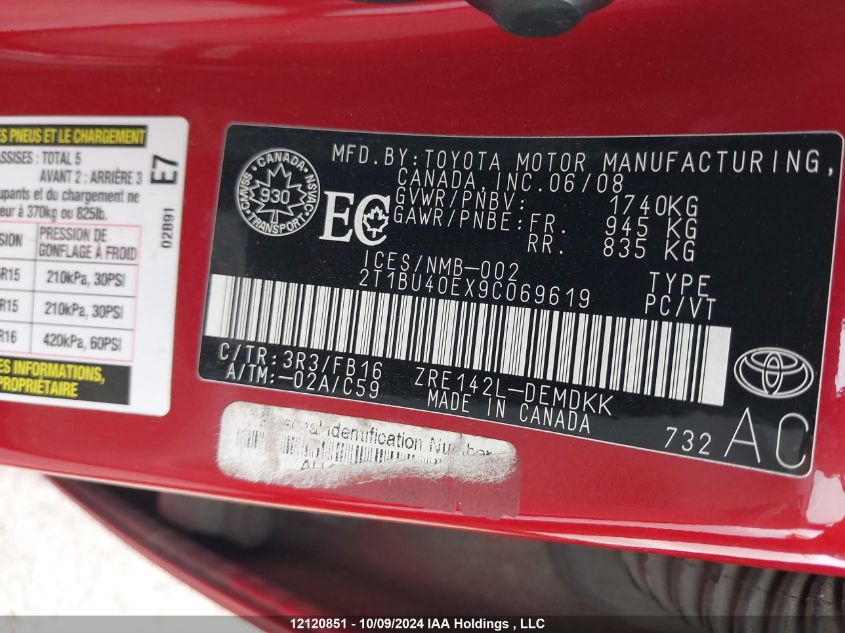 ES PNEUS ET LE CHARGEMENT
ASSISES : TOTAL 5
AVANT 2 : ARRIÈRE 3
upants et du chargement ne
eur à 370kg ou 825lb.
E7
02B91
SION
PRESSION DE
GONFLAGE À FROID
R15
210kPa, 30PSI
R15
210kPa, 30PSI
R16
420kPa, 60PSI
ES INFORMATIONS,
PROPRIÉTAIRE
CANADA
930
TRANSPORT
MFD.BY:TOYOTA MOTOR MANUFACTURING,
CANADA,INC.06/08
GVWR/PNBV: 1740KG
GAWR/PNBE:FR. 945 KG
RR. 835 KG
EC
ICES/NMB-002
2T1BU40EX9C069619
TYPE
PC/VT
C/TR:3R3/FB16
A/TM:-02A/C59
ZRE142L-DEMDKK
MADE IN CANADA
732
AC
Identification Number
12120851 - 10/09/2024 IAA Holdings , LLC